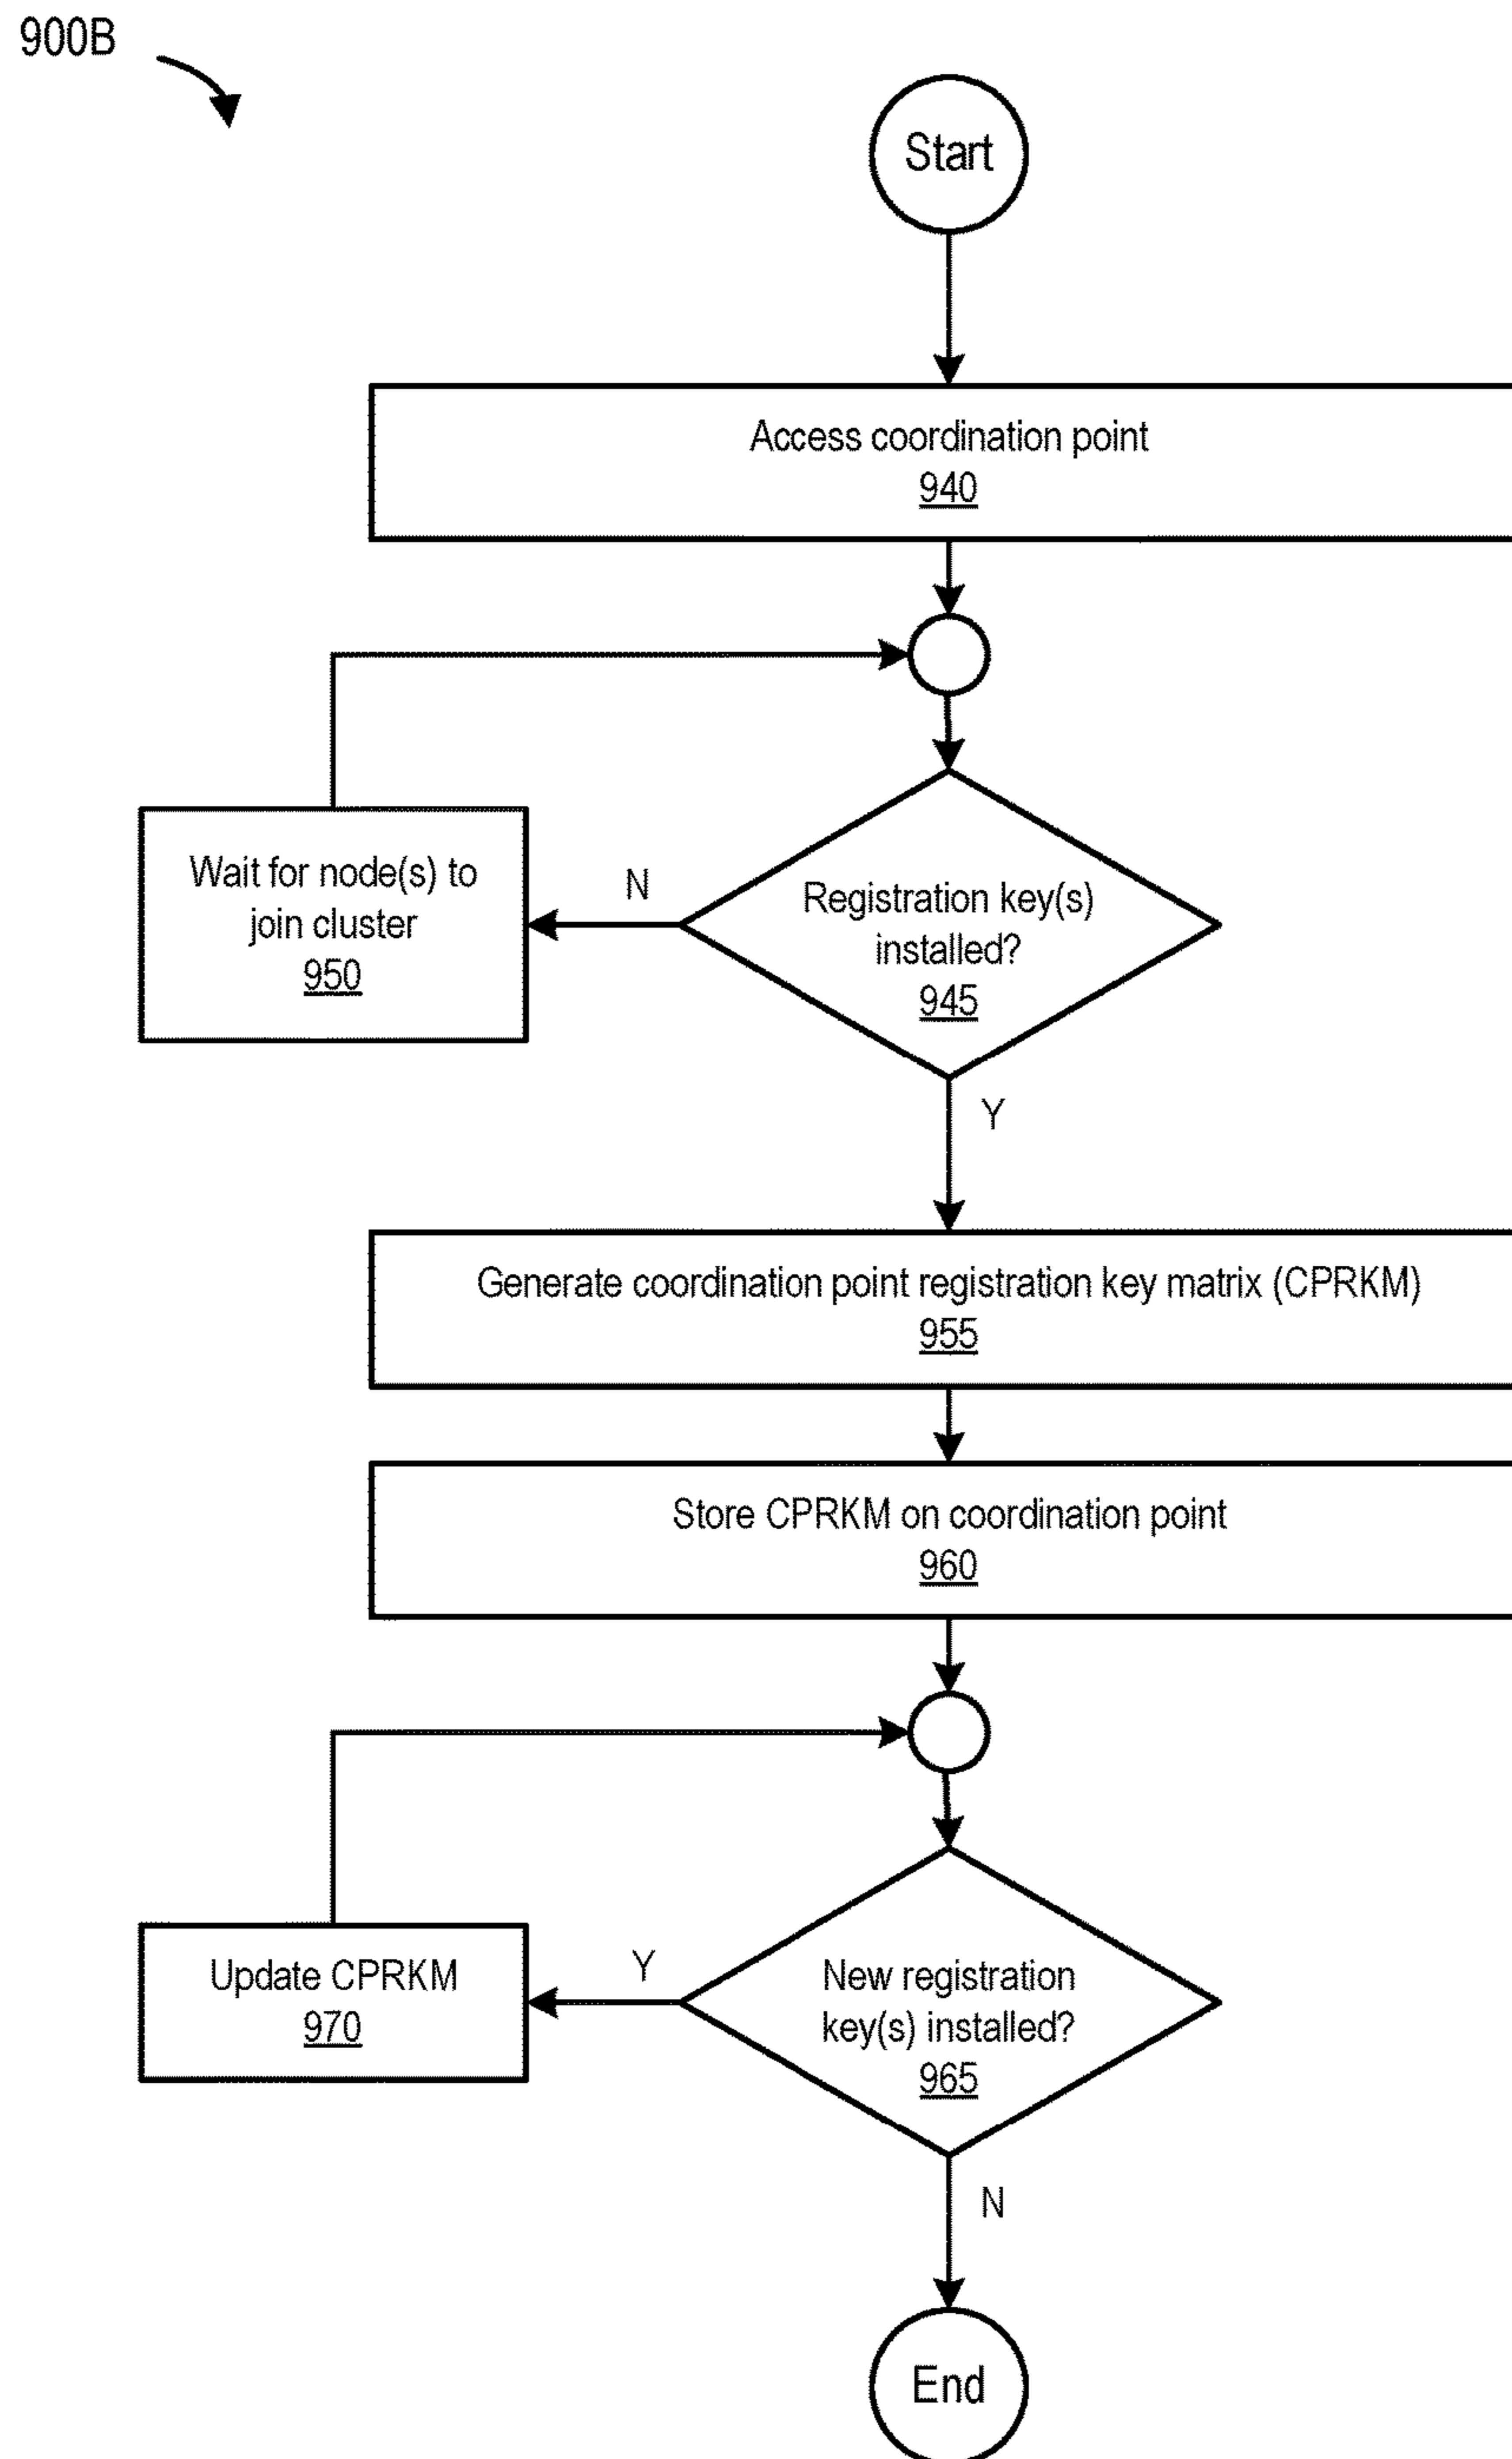 900B
Start
Access coordination point
940
Registration key(s)
installed?
945
N
Wait for node(s) to
join cluster
950
Y
Generate coordination point registration key matrix (CPRKM)
955
Store CPRKM on coordination point
960
New registration
key(s) installed?
965
Y
Update CPRKM
970
N
End